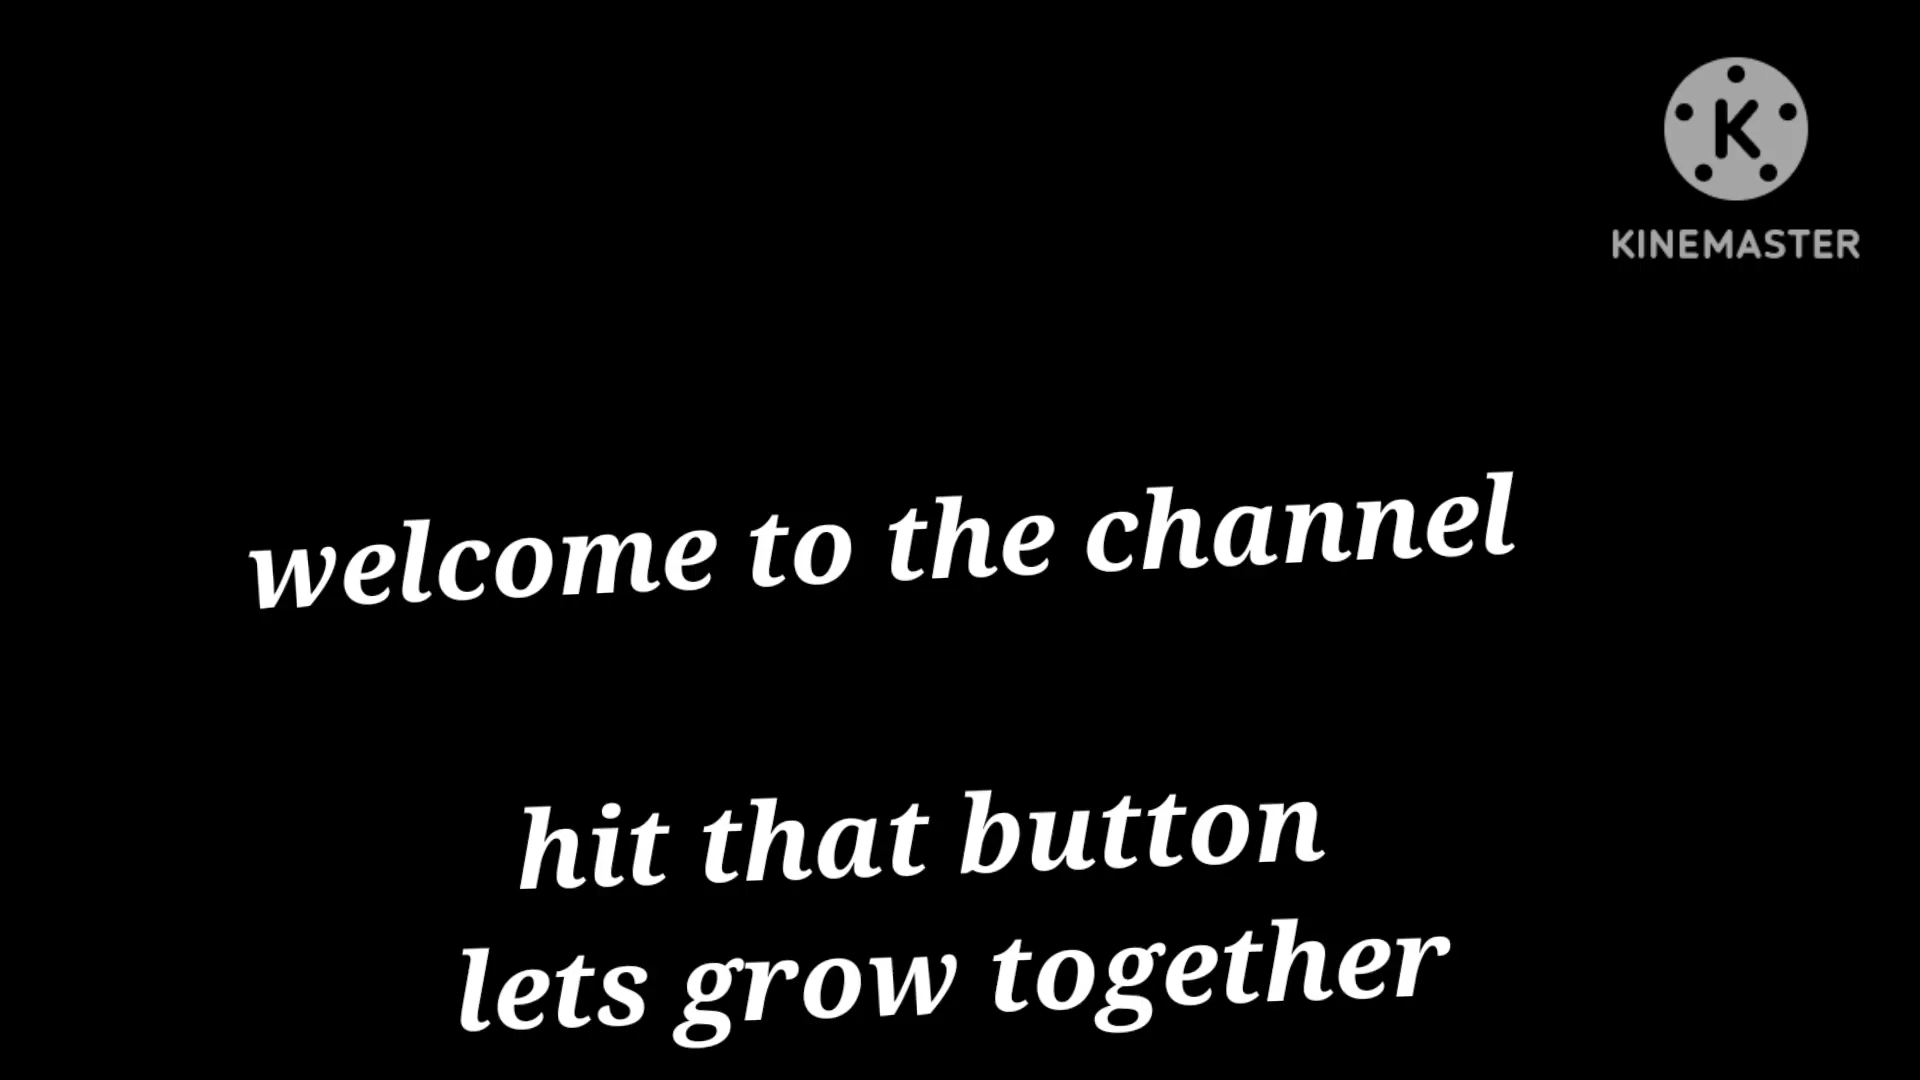 K
KINEMASTER
welcome to the channel
hit that button
lets grow together